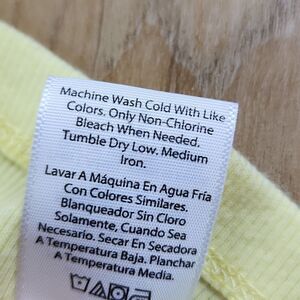 Machine Wash Cold With Like
Colors. Only Non-Chlorine
Bleach When Needed.
Tumble Dry Low. Medium
Iron.
Lavar A Máquina En Agua Fría
Con Colores Similares.
Blanqueador Sin Cloro
Solamente, Cuando Sea
Necesario. Secar En Secadora
A Temperatura Baja. Planchar
A Temperatura Media.